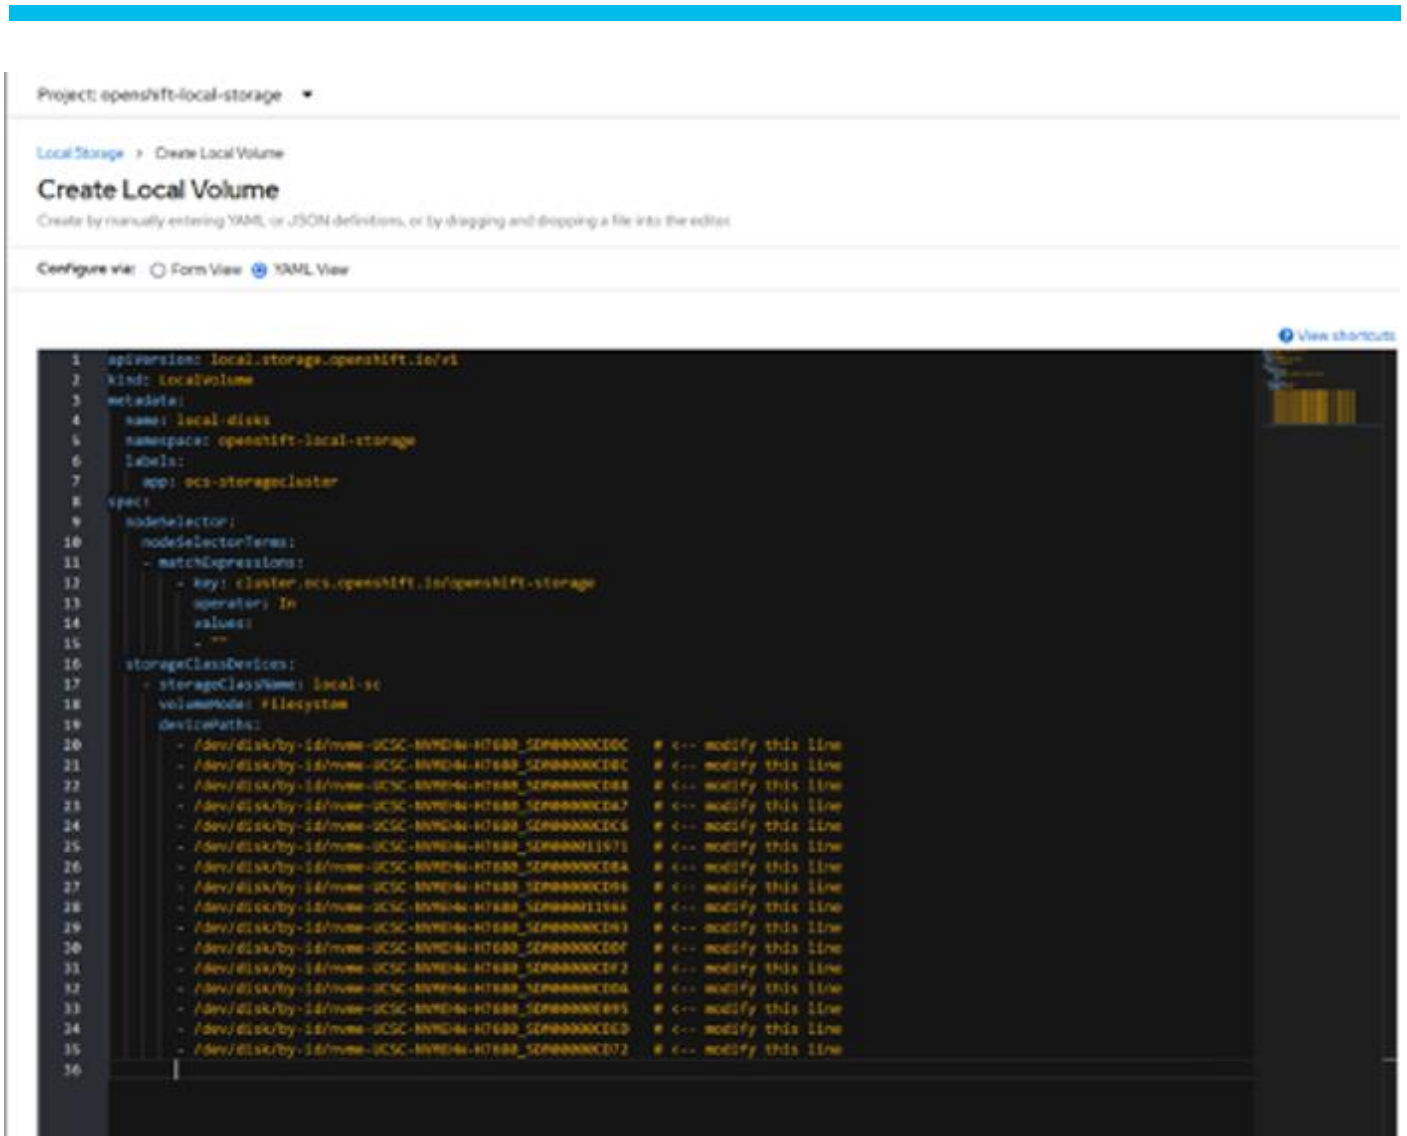 Project: openshift-local-storage
Local Storage > Create Local Volume
Create Local Volume
Create by manually entering YAML or JSON definitions, or by dragging and dropping a file into the editor.
Configure via: Form View YAML View
View shortcuts
1 apiVersion: local.storage.openshift.io/v1
2 kind: LocalVolume
3 metadata:
4 name: local-disks
5 namespace: openshift-local-storage
6 labels:
7 app: ocs-storagecluster
8 spec:
9 nodeSelector:
10 nodeSelectorTerms:
11 - matchExpressions:
12 - key: cluster.ocs.openshift.io/openshift-storage
13 operator: In
14 values:
15 - ""
16 storageClassDevices:
17 - storageClassName: local-sc
18 volumeMode: Filesystem
19 devicePaths:
20 - # <-- modify this line
21 - # <-- modify this line
22 - # <-- modify this line
23 - # <-- modify this line
24 - # <-- modify this line
25 - # <-- modify this line
26 - # <-- modify this line
27 - # <-- modify this line
28 - # <-- modify this line
29 - # <-- modify this line
30 - # <-- modify this line
31 - # <-- modify this line
32 - # <-- modify this line
33 - # <-- modify this line
34 - # <-- modify this line
35 - # <-- modify this line
36